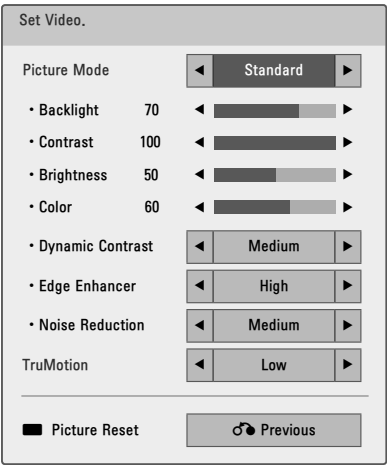 Set Video.
Picture Mode ◄ Standard ►
• Backlight 70 ◄ ►
• Contrast 100 ◄ ►
• Brightness 50 ◄ ►
• Color 60 ◄ ►
• Dynamic Contrast ◄ Medium ►
• Edge Enhancer ◄ High ►
• Noise Reduction ◄ Medium ►
TruMotion ◄ Low ►
Picture Reset Previous